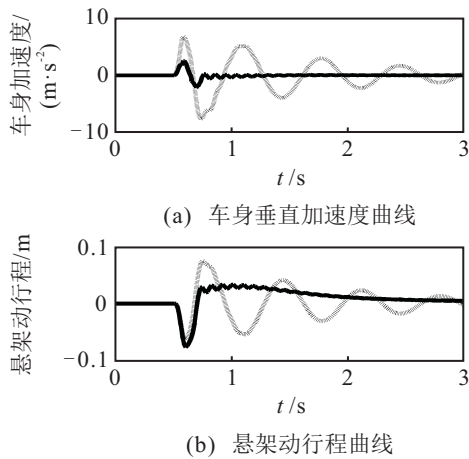 车身加速度/
(m·s⁻²)
10
0
−10
0
1
2
3
t/s
(a) 车身垂直加速度曲线
悬架动行程/m
0.1
0
−0.1
0
1
2
3
t/s
(b) 悬架动行程曲线